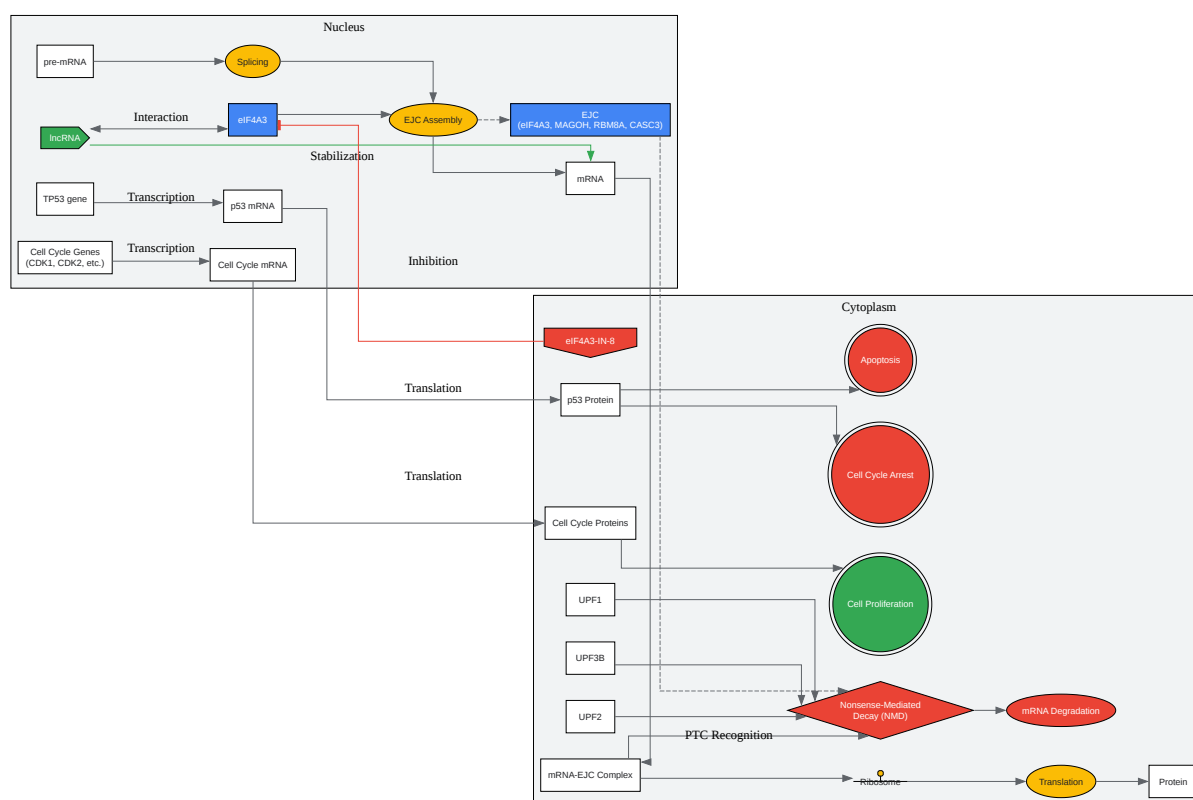 Nucleus
pre-mRNA
Splicing
Interaction
eIF4A3
EJC Assembly
EJC
(eIF4A3, MAGOH, RBM8A, CASC3)
lncRNA
Stabilization
mRNA
TP53 gene
Transcription
p53 mRNA
Cell Cycle Genes
(CDK1, CDK2, etc.)
Transcription
Cell Cycle mRNA
Inhibition
Cytoplasm
eIF4A3-IN-8
Apoptosis
Translation
p53 Protein
Cell Cycle Arrest
Translation
Cell Cycle Proteins
UPF1
Cell Proliferation
UPF3B
UPF2
Nonsense-Mediated
Decay (NMD)
mRNA Degradation
PTC Recognition
mRNA-EJC Complex
Ribosome
Translation
Protein